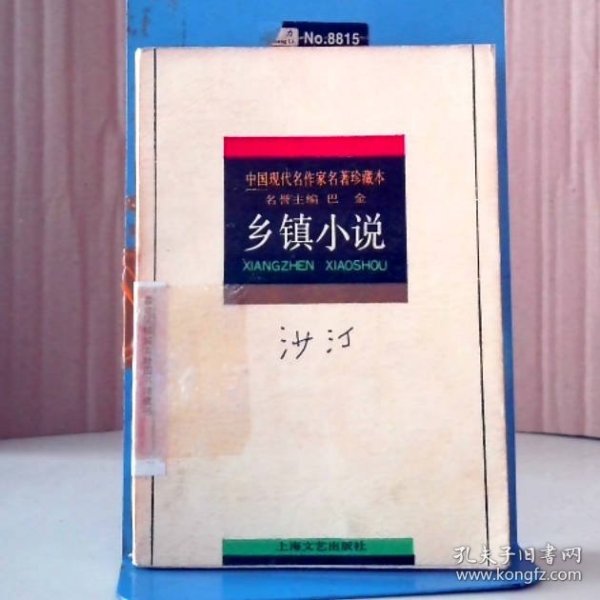 No.8815
中国现代名作家名著珍藏本
名誉主编 巴 金
乡镇小说
XIANGZHEN XIAOSHOU
沙汀
上海文艺出版社
孔夫子旧书网
www.kongfz.com